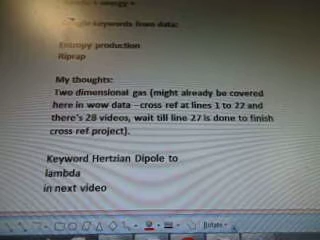 energy =
keywords from data:
Entropy production
Riprap
My thoughts:
Two dimensional gas (might already be covered
here in wow data – cross ref at lines 1 to 22 and
there's 28 videos, wait till line 27 is done to finish
cross ref project).
Keyword Hertzian Dipole to
lambda
in next video
Rotate